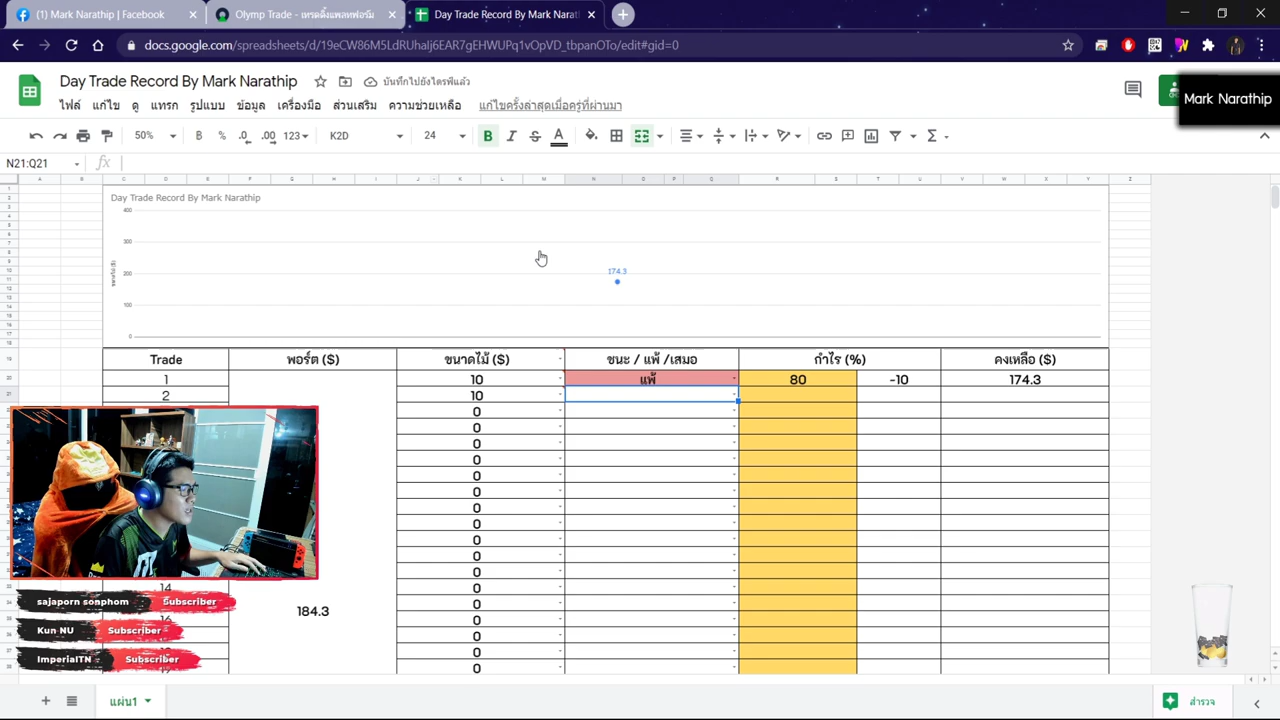 (1) Mark Narathip | Facebook
Olymp Trade - เทรดดิ้งแพลทฟอร์ม
Day Trade Record By Mark Narat
docs.google.com/spreadsheets/d/19eCW86M5LdRUhaIj6EAR7gEHWUPq1vOpVD_tbpanOTo/edit#gid=0
Day Trade Record By Mark Narathip
บันทึกไปยังไดรฟ์แล้ว
Mark Narathip
ไฟล์ แก้ไข ดู แทรก รูปแบบ ข้อมูล เครื่องมือ ส่วนเสริม ความช่วยเหลือ แก้ไขครั้งล่าสุดเมื่อครู่ที่ผ่านมา
50% ฿ % .0 .00 123 K2D 24 B I S A Σ
N21:Q21 fx
Day Trade Record By Mark Narathip
400
300
200
100
0
174.3
Trade พอร์ต ($) ขนาดไม้ ($) ชนะ / แพ้ /เสมอ กำไร (%) คงเหลือ ($)
1 10 แพ้ 80 -10 174.3
2 10
0
0
0
0
0
0
0
0
0
0
0
14 0
0
184.3
16 0
0
0
0
sajaporn sonphom Subscriber
Kun NU Subscriber
ImperialTN Subscriber
แผ่น1
สำรวจ